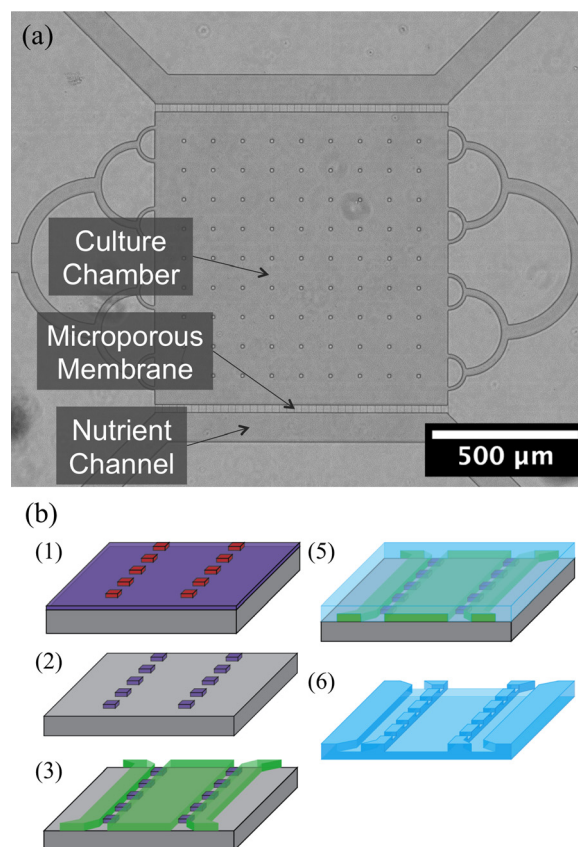 (a)
Culture
Chamber
Microporous
Membrane
Nutrient
Channel
500 µm
(b)
(1)
(5)
(2)
(6)
(3)